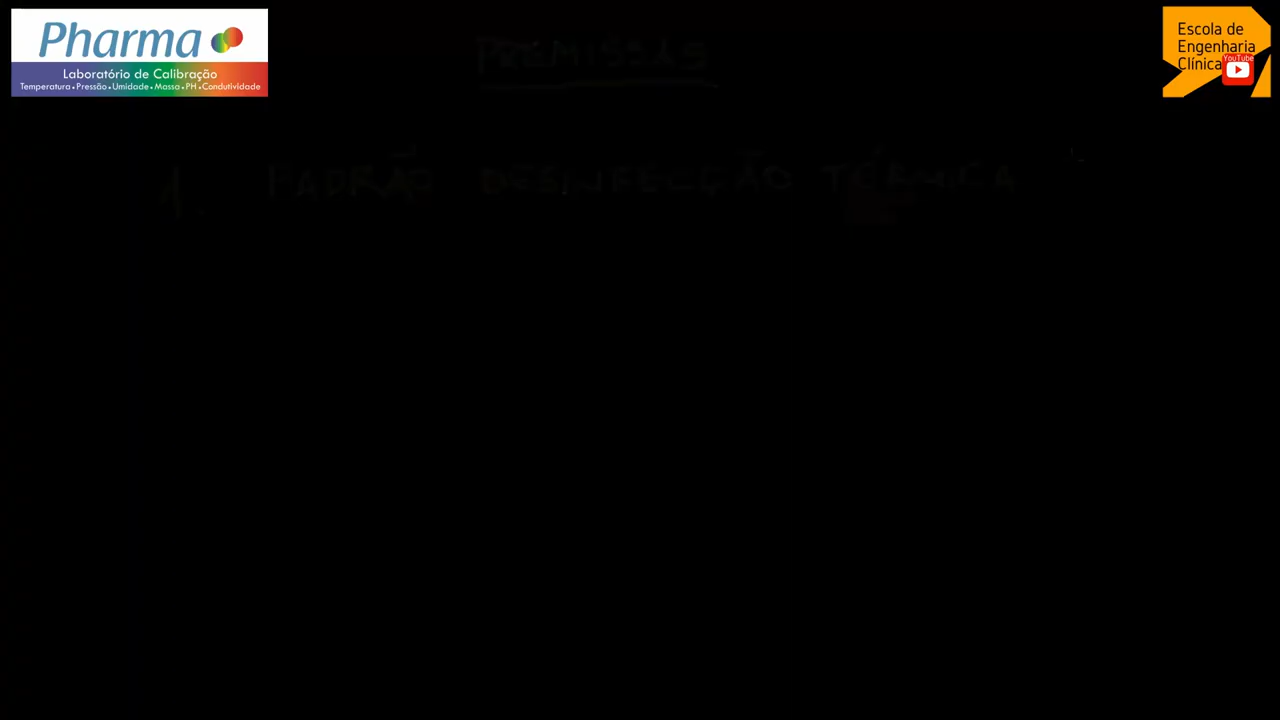 Pharma
Laboratório de Calibração
Temperatura • Pressão • Umidade • Massa • PH • Condutividade
Escola de
Engenharia
Clínica
YouTube
PREMISSAS
1. PADRÃO DESINFECÇÃO TÉRMICA